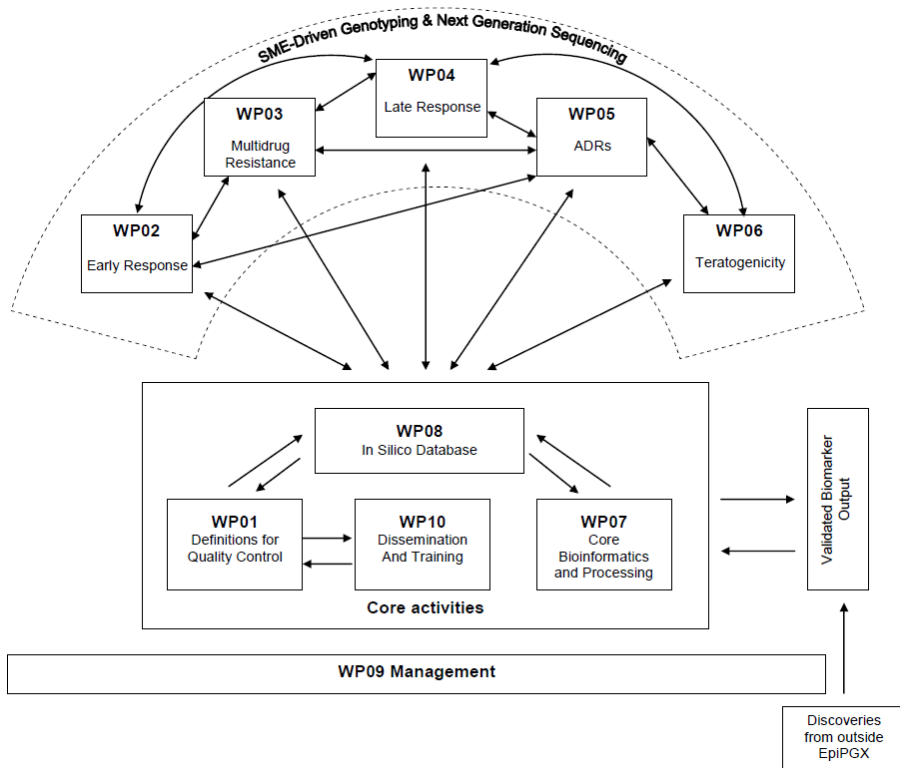 SME-Driven Genotyping & Next Generation Sequencing
WP04
Late Response
WP03
Multidrug
Resistance
WP05
ADRs
WP02
Early Response
WP06
Teratogenicity
WP08
In Silico Database
WP01
Definitions for
Quality Control
WP10
Dissemination
And Training
WP07
Core
Bioinformatics
and Processing
Core activities
Validated Biomarker
Output
WP09 Management
Discoveries
from outside
EpiPGX